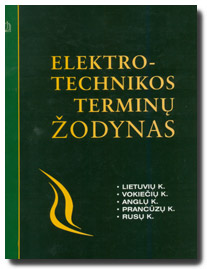 ELEKTRO-
TECHNIKOS
TERMINŲ
ŽODYNAS
• LIETUVIŲ K.
• VOKIEČIŲ K.
• ANGLŲ K.
• PRANCŪZŲ K.
• RUSŲ K.